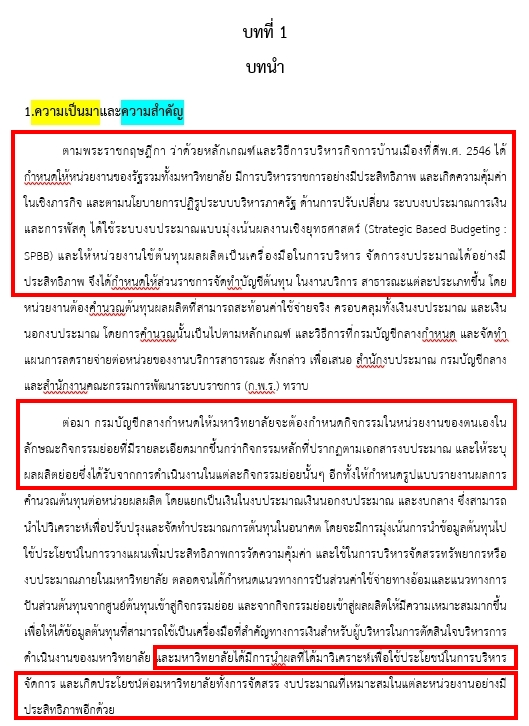 บทที่ 1
บทนำ
1.ความเป็นมาและความสำคัญ
ตามพระราชกฤษฎีกา ว่าด้วยหลักเกณฑ์และวิธีการบริหารกิจการบ้านเมืองที่ดีพ.ศ. 2546 ได้
กำหนดให้หน่วยงานของรัฐรวมทั้งมหาวิทยาลัย มีการบริหารราชการอย่างมีประสิทธิภาพ และเกิดความคุ้มค่า
ในเชิงภารกิจ และตามนโยบายการปฏิรูประบบบริหารภาครัฐ ด้านการปรับเปลี่ยน ระบบงบประมาณการเงิน
และการพัสดุ ได้ใช้ระบบงบประมาณแบบมุ่งเน้นผลงานเชิงยุทธศาสตร์ (Strategic Based Budgeting :
SPBB) และให้หน่วยงานใช้ต้นทุนผลผลิตเป็นเครื่องมือในการบริหาร จัดการงบประมาณได้อย่างมี
ประสิทธิภาพ จึงได้กำหนดให้ส่วนราชการจัดทำบัญชีต้นทุน ในงานบริการ สาธารณะแต่ละประเภทขึ้น โดย
หน่วยงานต้องคำนวณต้นทุนผลผลิตที่สามารถสะท้อนค่าใช้จ่ายจริง ครอบคลุมทั้งเงินงบประมาณ และเงิน
นอกงบประมาณ โดยการคำนวณนั้นเป็นไปตามหลักเกณฑ์ และวิธีการที่กรมบัญชีกลางกำหนด และจัดทำ
แผนการลดรายจ่ายต่อหน่วยของงานบริการสาธารณะ ดังกล่าว เพื่อเสนอ สำนักงบประมาณ กรมบัญชีกลาง
และสำนักงานคณะกรรมการพัฒนาระบบราชการ (ก.พ.ร.) ทราบ
ต่อมา กรมบัญชีกลางกำหนดให้มหาวิทยาลัยจะต้องกำหนดกิจกรรมในหน่วยงานของตนเองใน
ลักษณะกิจกรรมย่อยที่มีรายละเอียดมากขึ้นกว่ากิจกรรมหลักที่ปรากฏตามเอกสารงบประมาณ และให้ระบุ
ผลผลิตย่อยซึ่งได้รับจากการดำเนินงานในแต่ละกิจกรรมย่อยนั้นๆ อีกทั้งให้กำหนดรูปแบบรายงานผลการ
คำนวณต้นทุนต่อหน่วยผลผลิต โดยแยกเป็นเงินในงบประมาณเงินนอกงบประมาณ และงบกลาง ซึ่งสามารถ
นำไปวิเคราะห์เพื่อปรับปรุงและจัดทำประมาณการต้นทุนในอนาคต โดยจะมีการมุ่งเน้นการนำข้อมูลต้นทุนไป
ใช้ประโยชน์ในการวางแผนเพิ่มประสิทธิภาพการวัดความคุ้มค่า และใช้ในการบริหารจัดสรรทรัพยากรหรือ
งบประมาณภายในมหาวิทยาลัย ตลอดจนได้กำหนดแนวทางการปันส่วนค่าใช้จ่ายทางอ้อมและแนวทางการ
ปันส่วนต้นทุนจากศูนย์ต้นทุนเข้าสู่กิจกรรมย่อย และจากกิจกรรมย่อยเข้าสู่ผลผลิตให้มีความเหมาะสมมากขึ้น
เพื่อให้ได้ข้อมูลต้นทุนที่สามารถใช้เป็นเครื่องมือที่สำคัญทางการเงินสำหรับผู้บริหารในการตัดสินใจบริหารการ
ดำเนินงานของมหาวิทยาลัย และมหาวิทยาลัยได้มีการนำผลที่ได้มาวิเคราะห์เพื่อใช้ประโยชน์ในการบริหาร
จัดการ และเกิดประโยชน์ต่อมหาวิทยาลัยทั้งการจัดสรร งบประมาณที่เหมาะสมในแต่ละหน่วยงานอย่างมี
ประสิทธิภาพอีกด้วย